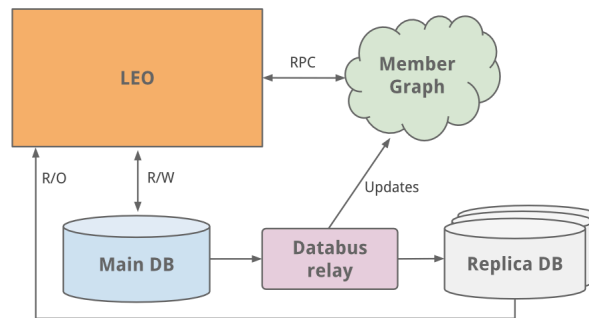 LEO
RPC
Member
Graph
R/O
R/W
Updates
Main DB
Databus
relay
Replica DB